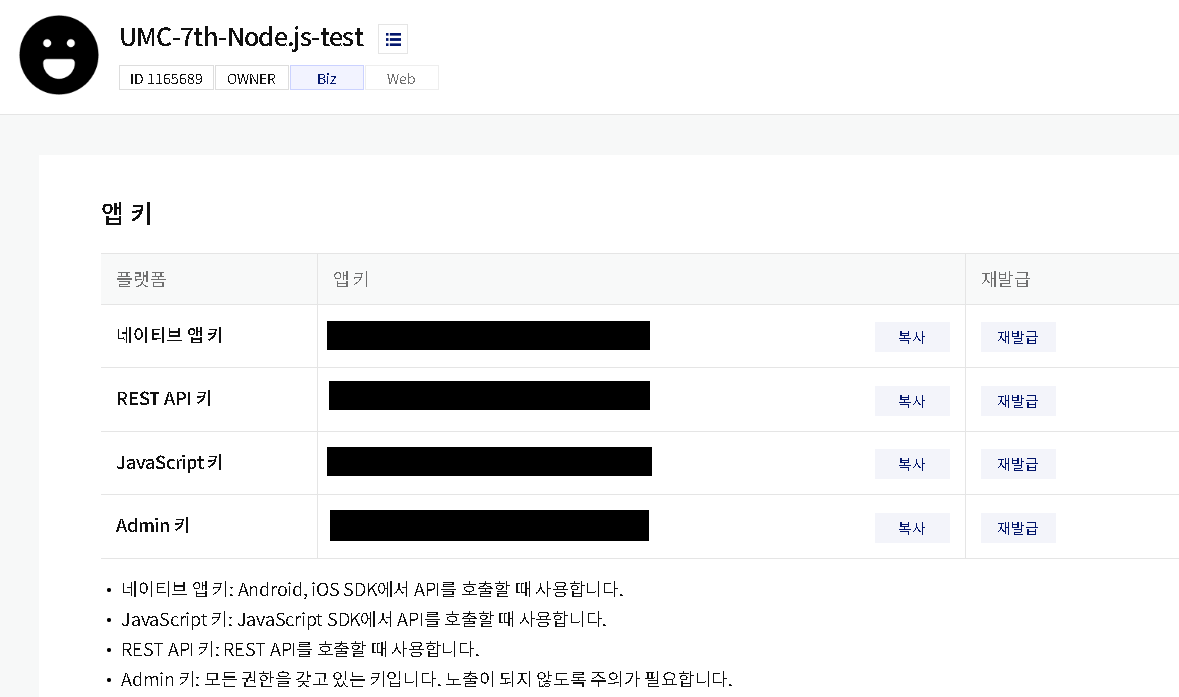 UMC-7th-Node.js-test
ID 1165689 OWNER Biz Web
앱 키
플랫폼 앱 키 재발급
네이티브 앱 키 복사 재발급
REST API 키 복사 재발급
JavaScript 키 복사 재발급
Admin 키 복사 재발급
• 네이티브 앱 키: Android, iOS SDK에서 API를 호출할 때 사용합니다.
• JavaScript 키: JavaScript SDK에서 API를 호출할 때 사용합니다.
• REST API 키: REST API를 호출할 때 사용합니다.
• Admin 키: 모든 권한을 갖고 있는 키입니다. 노출이 되지 않도록 주의가 필요합니다.